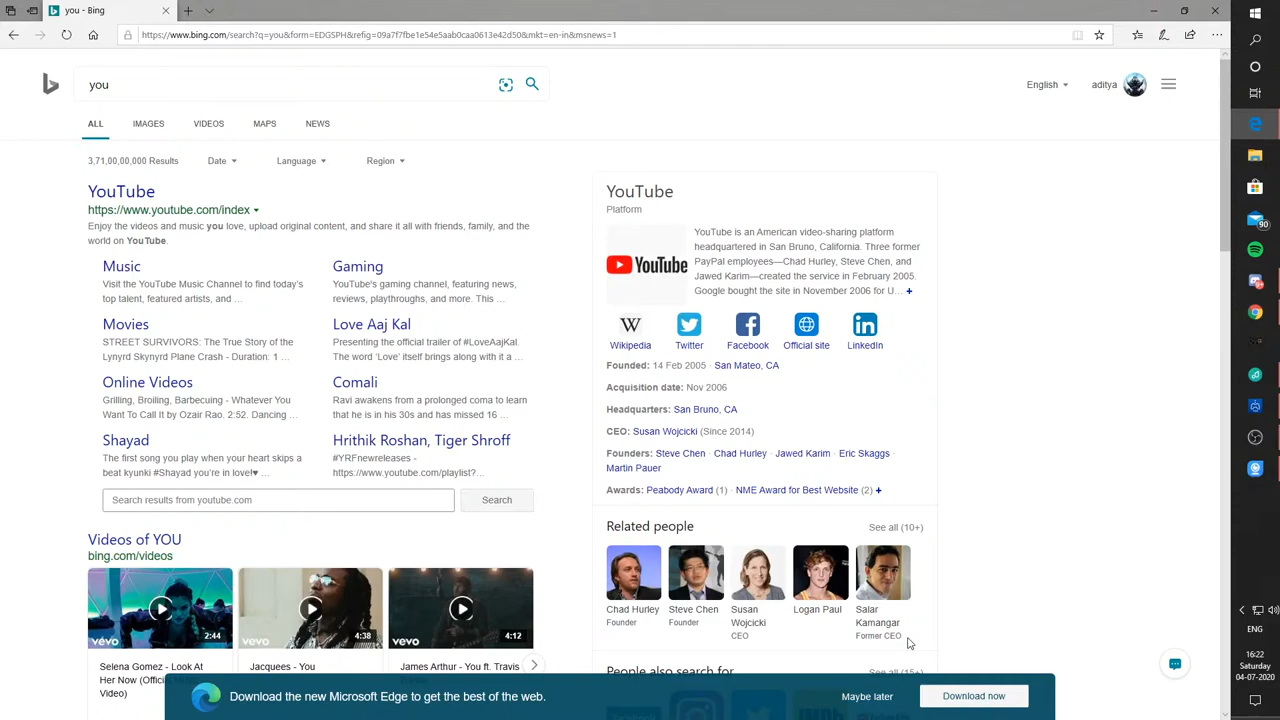 you - Bing
https://www.bing.com/search?q=you&form=EDGSPH&refig=09a7f7fbe1e54e5aab0caa0613e42d50&mkt=en-in&msnews=1
you
English
aditya
ALL
IMAGES
VIDEOS
MAPS
NEWS
3,71,00,00,000 Results
Date
Language
Region
YouTube
https://www.youtube.com/index
Enjoy the videos and music you love, upload original content, and share it all with friends, family, and the
world on YouTube.
Music
Visit the YouTube Music Channel to find today's
top talent, featured artists, and ...
Gaming
YouTube's gaming channel, featuring news,
reviews, playthroughs, and more. This ...
Movies
STREET SURVIVORS: The True Story of the
Lynyrd Skynyrd Plane Crash - Duration: 1 ...
Love Aaj Kal
Presenting the official trailer of #LoveAajKal.
The word 'Love' itself brings along with it a ...
Online Videos
Grilling, Broiling, Barbecuing - Whatever You
Want To Call It by Ozair Rao. 2:52. Dancing ...
Comali
Ravi awakens from a prolonged coma to learn
that he is in his 30s and has missed 16 ...
Shayad
The first song you play when your heart skips a
beat kyunki #Shayad you're in love!♥ ...
Hrithik Roshan, Tiger Shroff
#YRFnewreleases -
https://www.youtube.com/playlist?...
Search results from youtube.com
Search
Videos of YOU
bing.com/videos
vevo
2:44
vevo
4:38
vevo
4:12
Selena Gomez - Look At
Her Now (Official Music
Video)
Jacquees - You
James Arthur - You ft. Travis
YouTube
Platform
YouTube
YouTube is an American video-sharing platform
headquartered in San Bruno, California. Three former
PayPal employees—Chad Hurley, Steve Chen, and
Jawed Karim—created the service in February 2005.
Google bought the site in November 2006 for U... +
W
Wikipedia
Twitter
Facebook
Official site
LinkedIn
Founded: 14 Feb 2005 · San Mateo, CA
Acquisition date: Nov 2006
Headquarters: San Bruno, CA
CEO: Susan Wojcicki (Since 2014)
Founders: Steve Chen · Chad Hurley · Jawed Karim · Eric Skaggs ·
Martin Pauer
Awards: Peabody Award (1) · NME Award for Best Website (2) +
Related people
See all (10+)
Chad Hurley
Founder
Steve Chen
Founder
Susan
Wojcicki
CEO
Logan Paul
Salar
Kamangar
Former CEO
People also search for
See all (15+)
Download the new Microsoft Edge to get the best of the web.
Maybe later
Download now
90
ENG
16:22
Saturday
04-07-2020